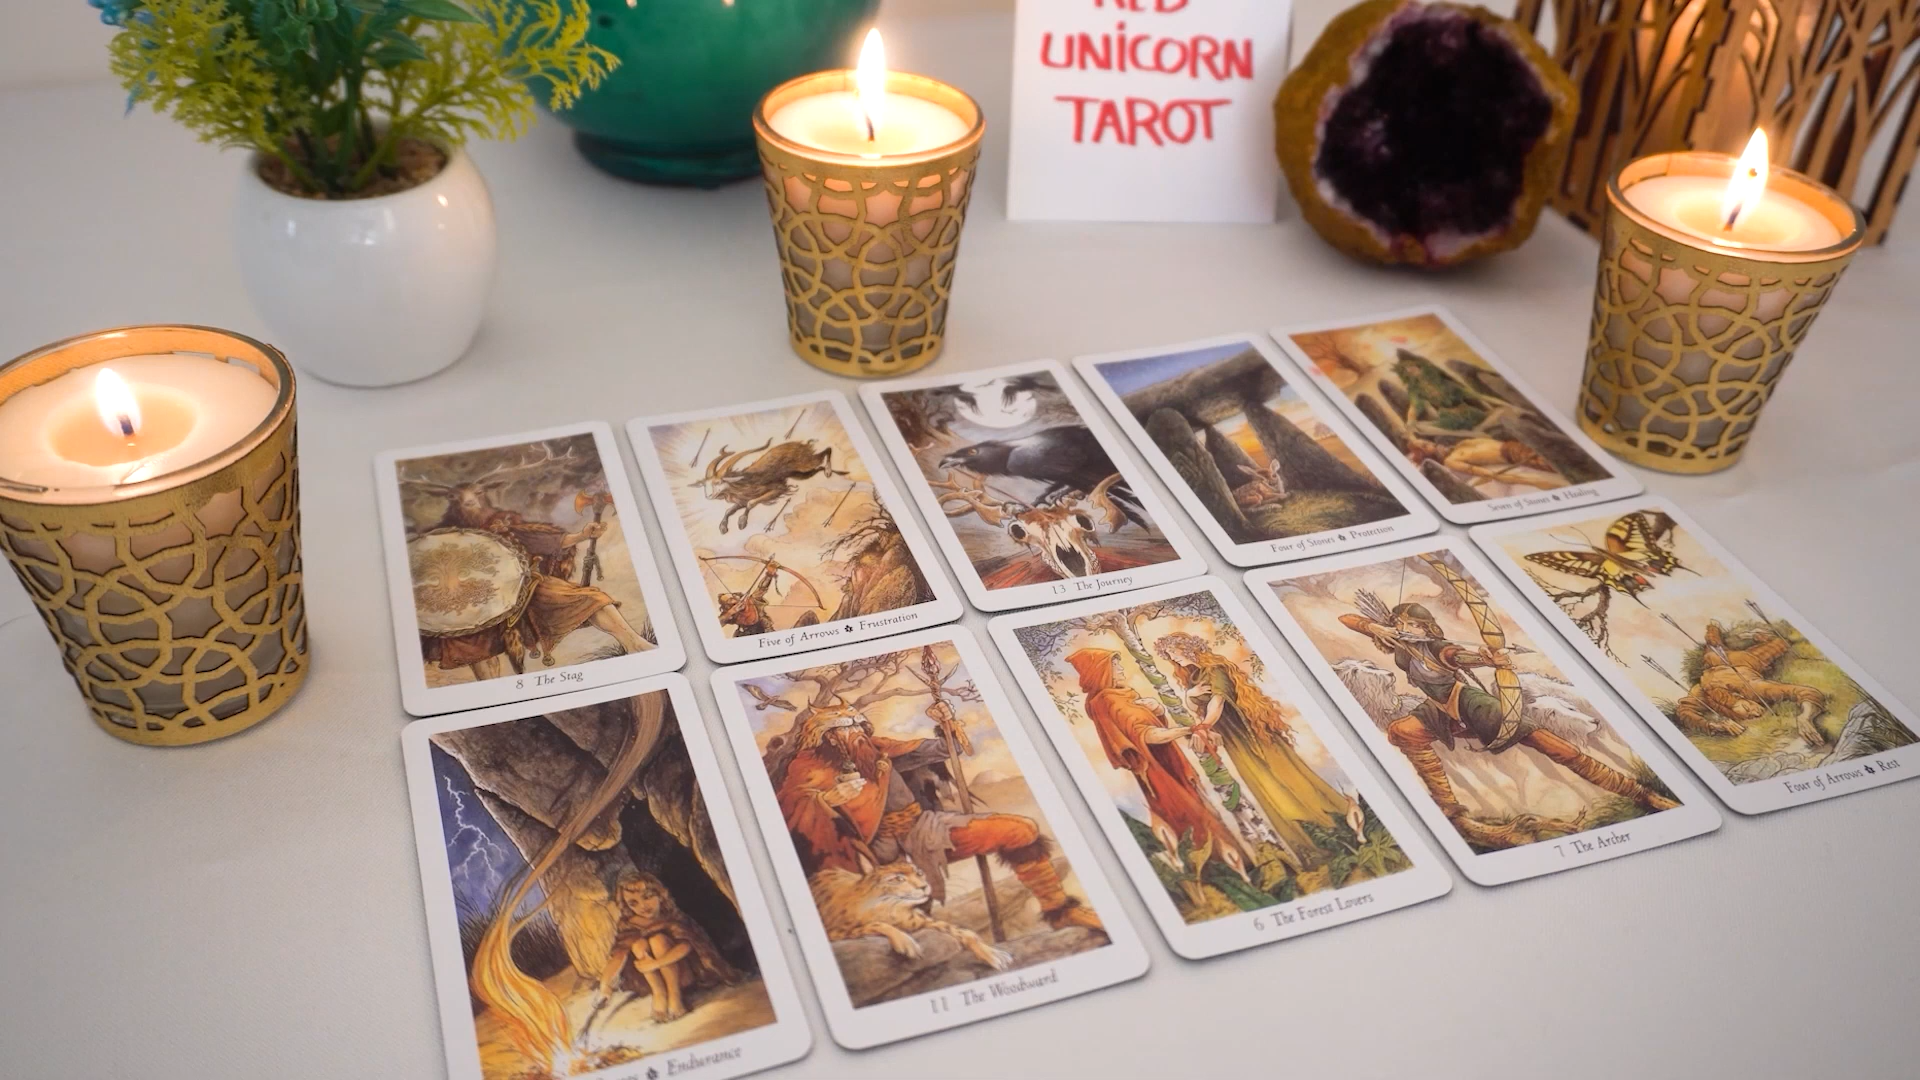 RED
UNICORN
TAROT
8 The Stag
Five of Arrows Frustration
13 The Journey
Four of Stones Protection
Seven of Stones Healing
Endurance
11 The Woodward
6 The Forest Lovers
7 The Archer
Four of Arrows Rest